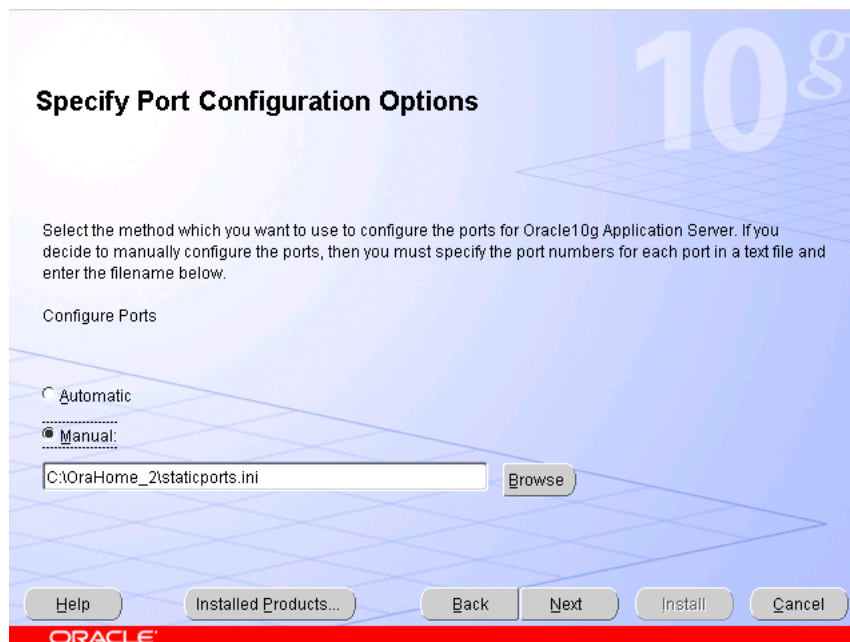 10g
Specify Port Configuration Options
Select the method which you want to use to configure the ports for Oracle10g Application Server. If you
decide to manually configure the ports, then you must specify the port numbers for each port in a text file and
enter the filename below.
Configure Ports
Automatic
Manual:
C:\OraHome_2\staticports.ini
Browse
Help
Installed Products...
Back
Next
Install
Cancel
ORACLE